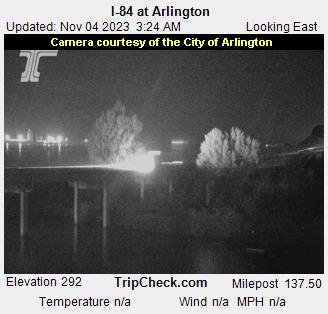 I-84 at Arlington
Updated: Nov 04 2023 3:24 AM Looking East
Camera courtesy of the City of Arlington
Elevation 292 TripCheck.com Milepost 137.50
Temperature n/a Wind n/a MPH n/a